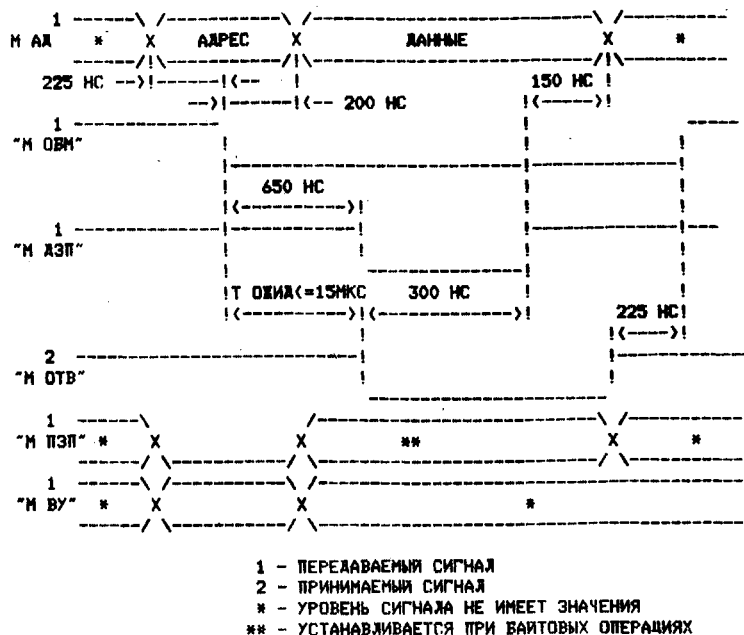 1
М АД * X АДРЕС X ДАННЫЕ X *
225 НС 150 НС
200 НС
1
"М ОБМ"
650 НС
1
"М ДЗП"
Т ОЖИД<=15МКС 300 НС
225 НС
2
"М ОТВ"
1
"М ПЗП" * X X ** X *
1
"М ВУ" * X X *
1 - ПЕРЕДАВАЕМЫЙ СИГНАЛ
2 - ПРИНИМАЕМЫЙ СИГНАЛ
* - УРОВЕНЬ СИГНАЛА НЕ ИМЕЕТ ЗНАЧЕНИЯ
** - УСТАНАВЛИВАЕТСЯ ПРИ БАЙТОВЫХ ОПЕРАЦИЯХ